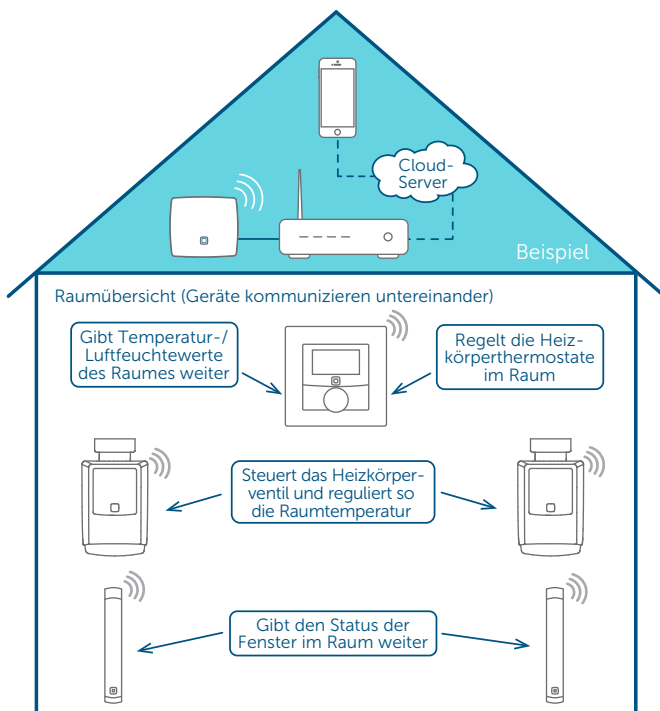 Cloud-
Server
Beispiel
Raumübersicht (Geräte kommunizieren untereinander)
Gibt Temperatur-/
Luftfeuchtewerte
des Raumes weiter
Regelt die Heiz-
körperthermostate
im Raum
Steuert das Heizkörper-
ventil und reguliert so
die Raumtemperatur
Gibt den Status der
Fenster im Raum weiter